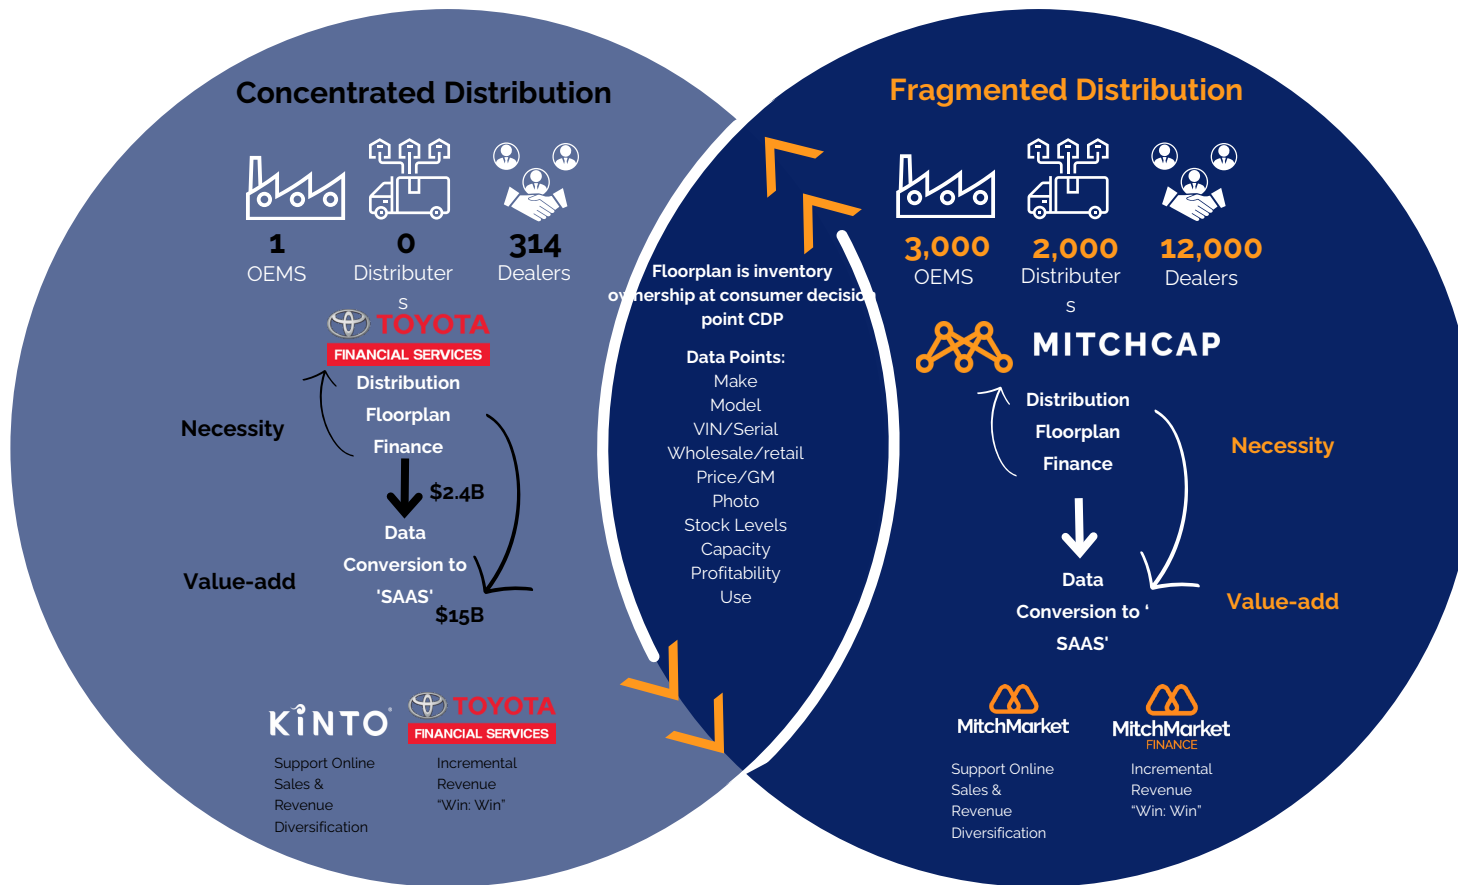 Concentrated Distribution
1
OEMS
0
Distributer
s
314
Dealers
TOYOTA
FINANCIAL SERVICES
Distribution
Floorplan
Finance
Necessity
$2.4B
Data
Conversion to
'SAAS'
$15B
Value-add
KiNTO
Support Online
Sales &
Revenue
Diversification
TOYOTA
FINANCIAL SERVICES
Incremental
Revenue
“Win: Win”
Floorplan is inventory
ownership at consumer decision
point CDP
Data Points:
Make
Model
VIN/Serial
Wholesale/retail
Price/GM
Photo
Stock Levels
Capacity
Profitability
Use
Fragmented Distribution
3,000
OEMS
2,000
Distributer
s
12,000
Dealers
MITCHCAP
Distribution
Floorplan
Finance
Necessity
Data
Conversion to ‘
SAAS'
Value-add
MitchMarket
Support Online
Sales &
Revenue
Diversification
MitchMarket
FINANCE
Incremental
Revenue
“Win: Win”